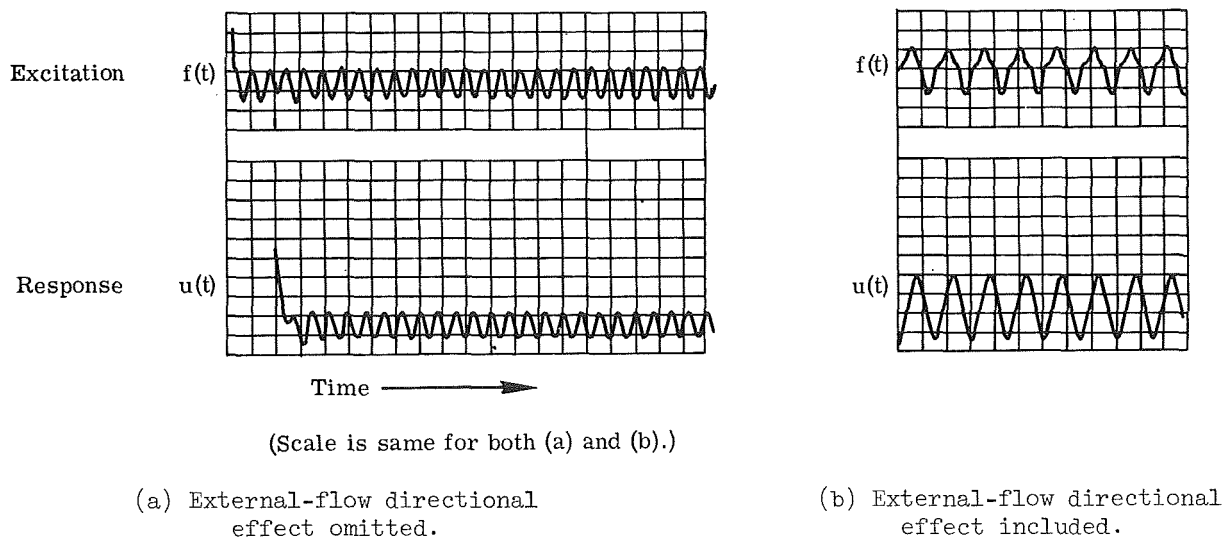 Excitation f(t) f(t)
Response u(t) u(t)
Time
(Scale is same for both (a) and (b).)
(a) External-flow directional
effect omitted.
(b) External-flow directional
effect included.